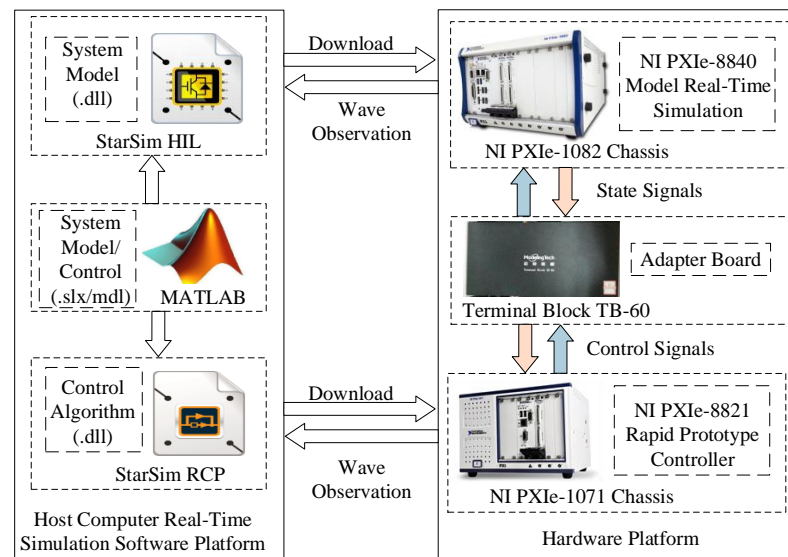 System
Model
(.dll)
StarSim HIL
System
Model/
Control
(.slx/mdl)
MATLAB
Control
Algorithm
(.dll)
StarSim RCP
Host Computer Real-Time
Simulation Software Platform
Download
Wave
Observation
Download
Wave
Observation
NI PXIe-8840
Model Real-Time
Simulation
NI PXIe-1082 Chassis
State Signals
ModelingTech
Adapter Board
Terminal Block TB-60
Control Signals
NI PXIe-8821
Rapid Prototype
Controller
NI PXIe-1071 Chassis
Hardware Platform